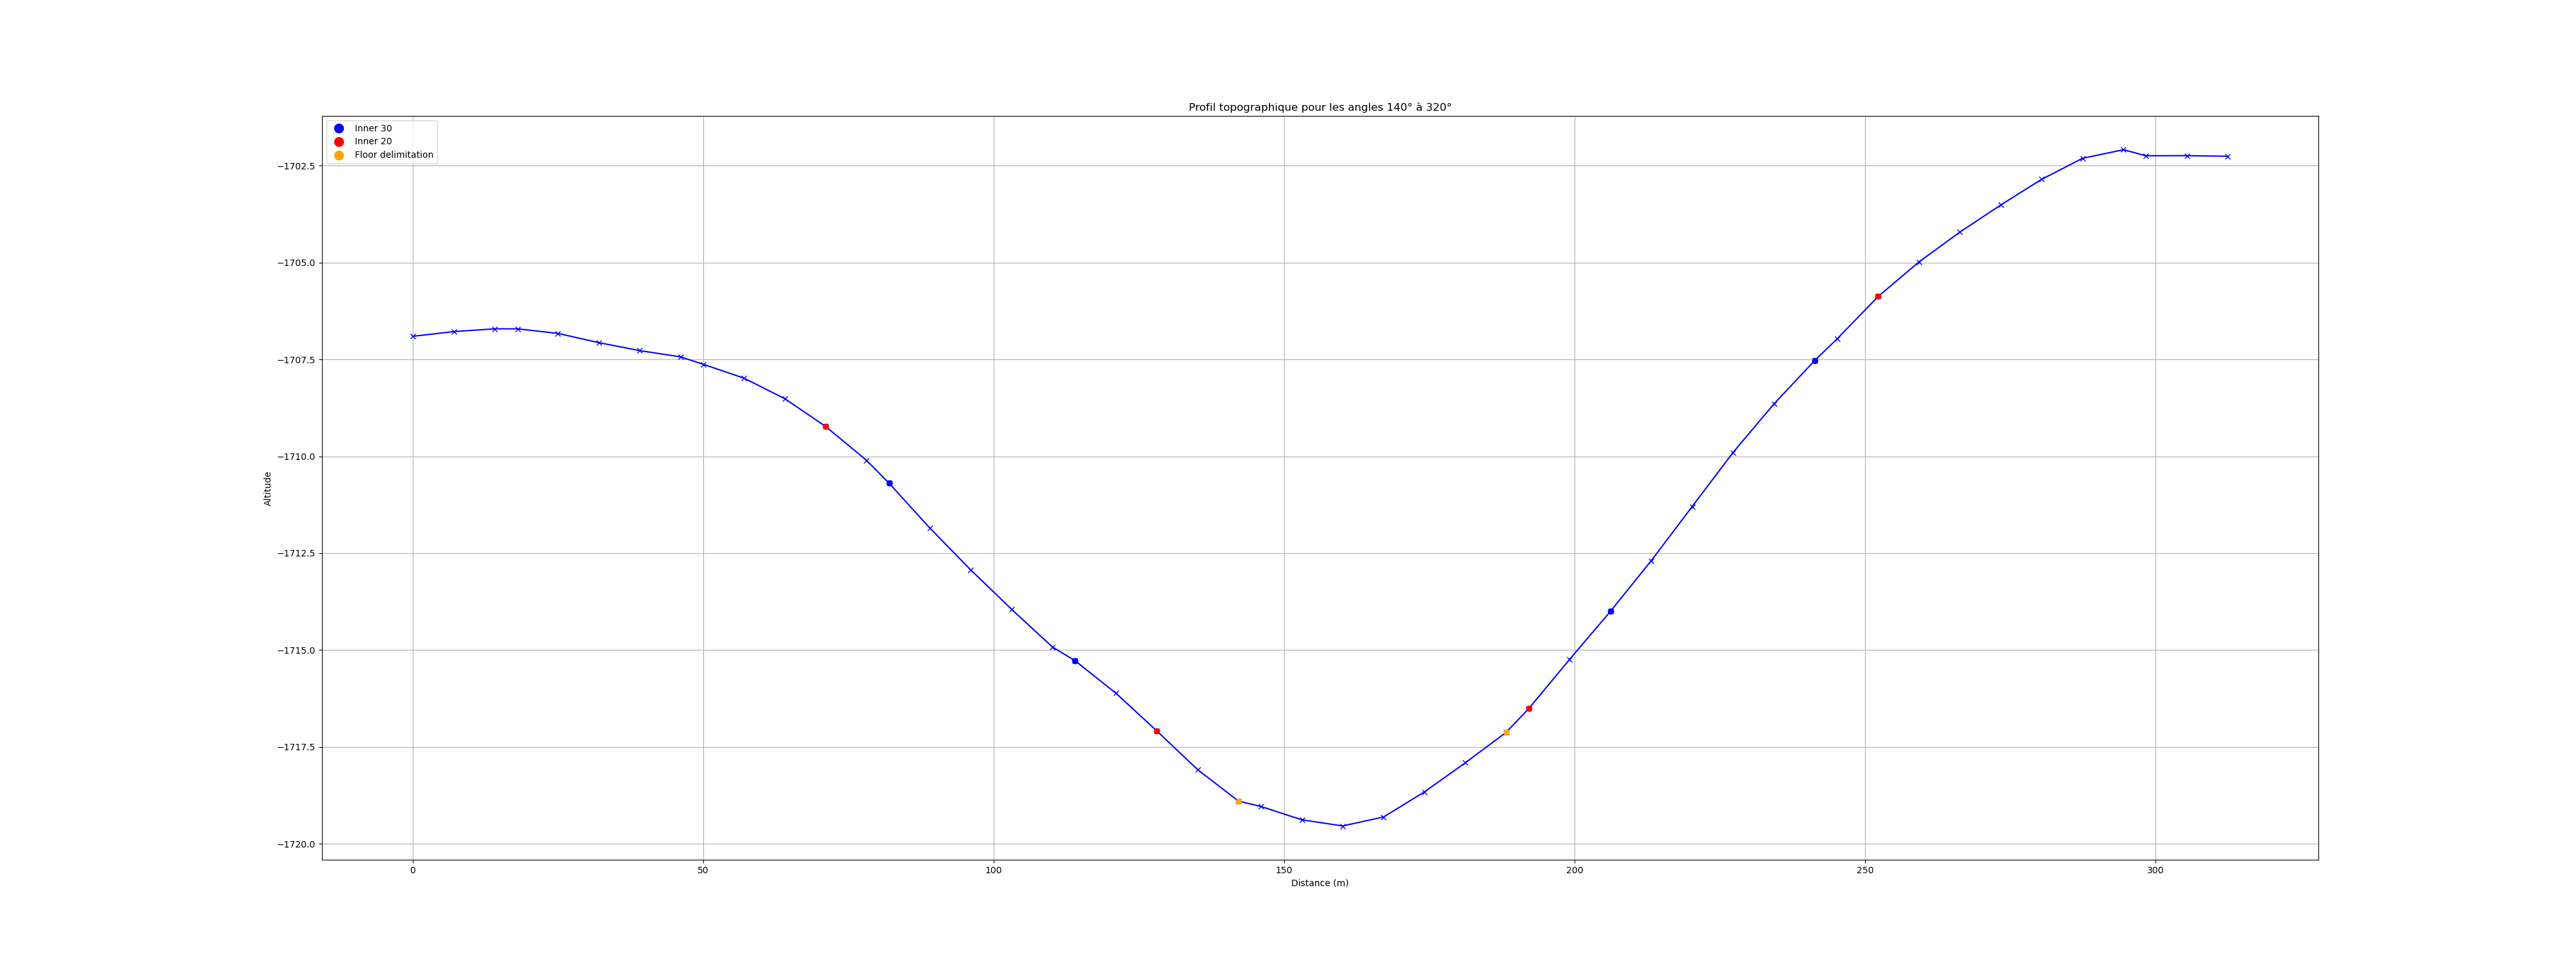 Profil topographique pour les angles 140° à 320°
Inner 30
Inner 20
Floor delimitation
−1702.5
−1705.0
−1707.5
−1710.0
−1712.5
−1715.0
−1717.5
−1720.0
Altitude
0 50 100 150 200 250 300
Distance (m)